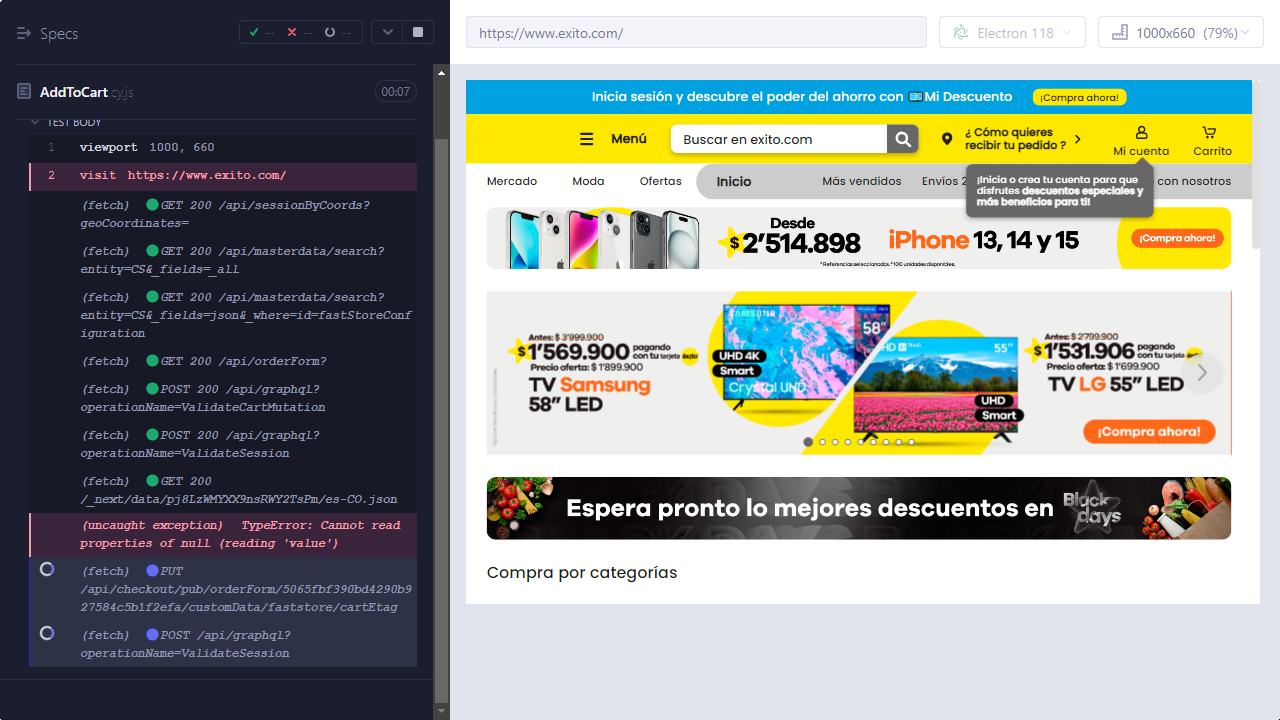 Specs
--
--
--
https://www.exito.com/
Electron 118
1000x660 (79%)
AddToCart cy.js
00:07
TEST BODY
1 viewport 1000, 660
2 visit https://www.exito.com/
(fetch) GET 200 /api/sessionByCoords?
geoCoordinates=
(fetch) GET 200 /api/masterdata/search?
entity=CS&_fields=_all
(fetch) GET 200 /api/masterdata/search?
entity=CS&_fields=json&_where=id=fastStoreConf
iguration
(fetch) GET 200 /api/orderForm?
(fetch) POST 200 /api/graphql?
operationName=ValidateCartMutation
(fetch) POST 200 /api/graphql?
operationName=ValidateSession
(fetch) GET 200
/_next/data/pj8LzWMYXX9nsRWY2TsPm/es-CO.json
(uncaught exception) TypeError: Cannot read
properties of null (reading 'value')
(fetch) PUT
/api/checkout/pub/orderForm/5065fbf390bd4290b9
27584c5b1f2efa/customData/faststore/cartEtag
(fetch) POST /api/graphql?
operationName=ValidateSession
Inicia sesión y descubre el poder del ahorro con Mi Descuento
¡Compra ahora!
Menú
Buscar en exito.com
¿ Cómo quieres
recibir tu pedido ?
Mi cuenta
Carrito
Mercado
Moda
Ofertas
Inicio
Más vendidos
Envíos 2
con nosotros
¡Inicia o crea tu cuenta para que
disfrutes descuentos especiales y
más beneficios para ti!
Desde
$2'514.898
iPhone 13, 14 y 15
*Referencias seleccionadas. *100 unidades disponibles.
¡Compra ahora!
Antes: $ 3'999.900
$1'569.900 pagando
con tu tarjeta éxito
Precio oferta: $ 1'899.900
TV Samsung
58” LED
SAMSUNG
58”
UHD 4K
Smart
Crystal UHD
UHD AI ThinQ
55”
UHD
Smart
Antes: $ 2'799.900
$1'531.906 pagando
con tu tarjeta éxito
Precio oferta: $ 1'699.900
TV LG 55” LED
¡Compra ahora!
Espera pronto lo mejores descuentos en
Black
days
Compra por categorías